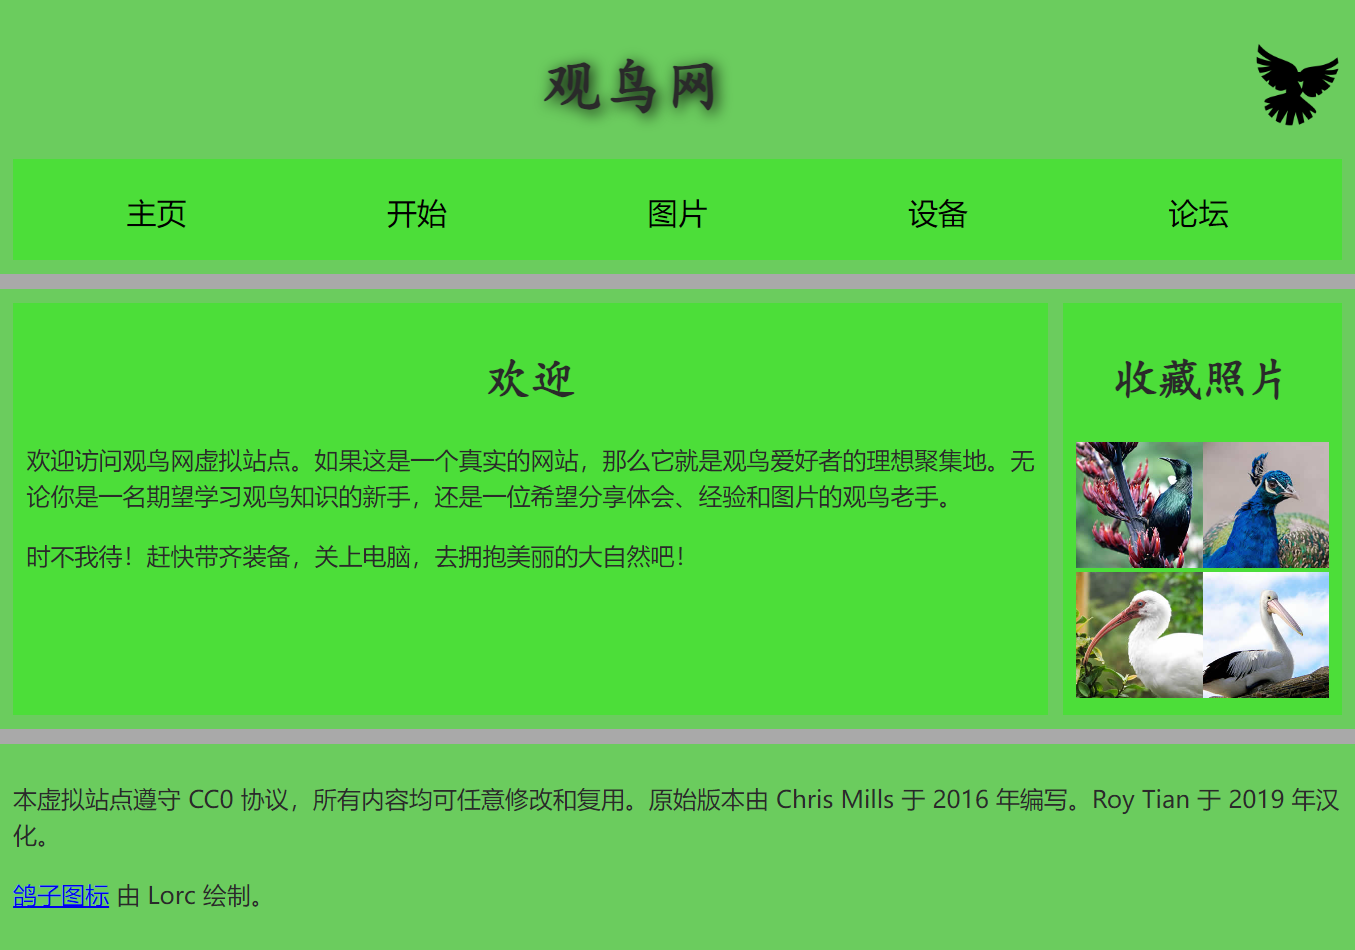 观鸟网
主页
开始
图片
设备
论坛
欢迎
欢迎访问观鸟网虚拟站点。如果这是一个真实的网站，那么它就是观鸟爱好者的理想聚集地。无
论你是一名期望学习观鸟知识的新手，还是一位希望分享体会、经验和图片的观鸟老手。
时不我待！赶快带齐装备，关上电脑，去拥抱美丽的大自然吧！
收藏照片
本虚拟站点遵守 CC0 协议，所有内容均可任意修改和复用。原始版本由 Chris Mills 于 2016 年编写。Roy Tian 于 2019 年汉
化。
鸽子图标 由 Lorc 绘制。